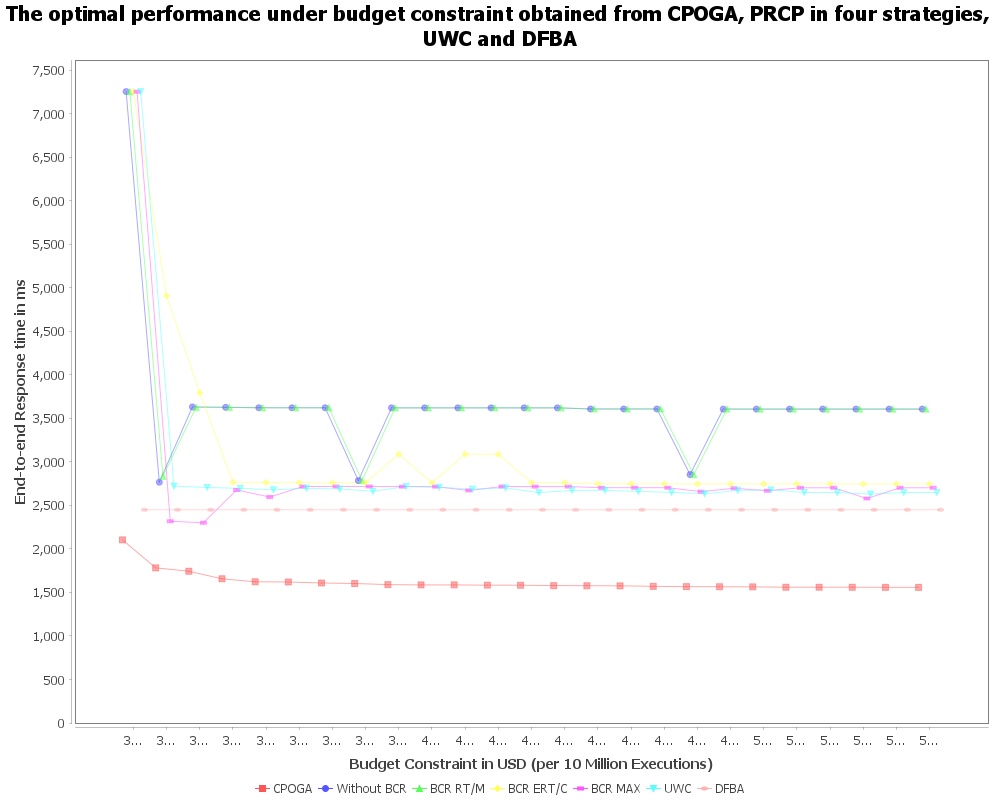 The optimal performance under budget constraint obtained from CPOGA, PRCP in four strategies,
UWC and DFBA
7,500
7,000
6,500
6,000
5,500
5,000
4,500
4,000
3,500
3,000
2,500
2,000
1,500
1,000
500
0
End-to-end Response time in ms
3... 3... 3... 3... 3... 3... 3... 3... 3... 4... 4... 4... 4... 4... 4... 4... 4... 4... 4... 5... 5... 5... 5... 5... 5...
Budget Constraint in USD (per 10 Million Executions)
CPOGA Without BCR BCR RT/M BCR ERT/C BCR MAX UWC DFBA